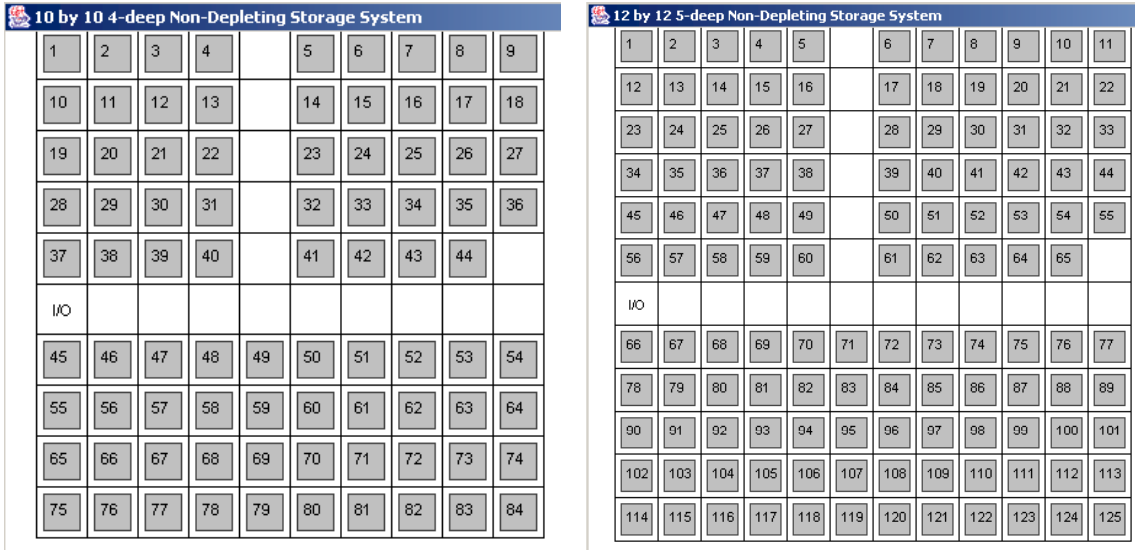 10 by 10 4-deep Non-Depleting Storage System
1 2 3 4 5 6 7 8 9
10 11 12 13 14 15 16 17 18
19 20 21 22 23 24 25 26 27
28 29 30 31 32 33 34 35 36
37 38 39 40 41 42 43 44
I/O
45 46 47 48 49 50 51 52 53 54
55 56 57 58 59 60 61 62 63 64
65 66 67 68 69 70 71 72 73 74
75 76 77 78 79 80 81 82 83 84
12 by 12 5-deep Non-Depleting Storage System
1 2 3 4 5 6 7 8 9 10 11
12 13 14 15 16 17 18 19 20 21 22
23 24 25 26 27 28 29 30 31 32 33
34 35 36 37 38 39 40 41 42 43 44
45 46 47 48 49 50 51 52 53 54 55
56 57 58 59 60 61 62 63 64 65
I/O
66 67 68 69 70 71 72 73 74 75 76 77
78 79 80 81 82 83 84 85 86 87 88 89
90 91 92 93 94 95 96 97 98 99 100 101
102 103 104 105 106 107 108 109 110 111 112 113
114 115 116 117 118 119 120 121 122 123 124 125